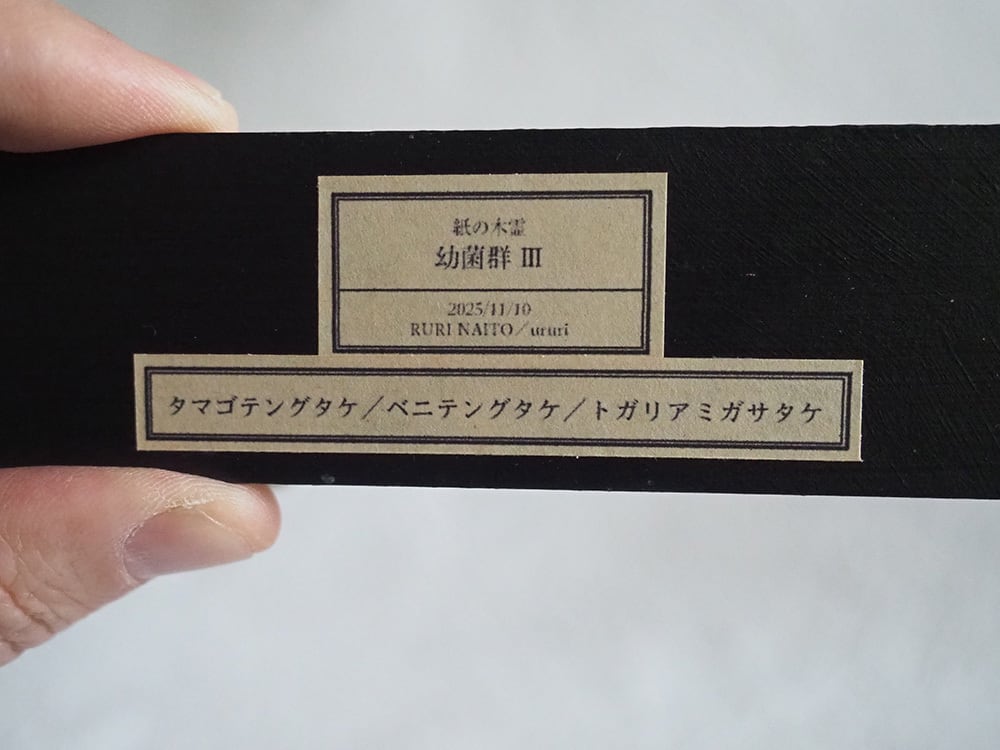 紙の木霊
幼菌群 Ⅲ
2025/11/10
RURI NAITO／ururi
タマゴテングタケ／ベニテングタケ／トガリアミガサタケ